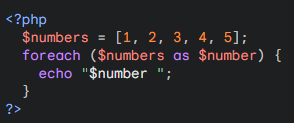 <?php
  $numbers = [1, 2, 3, 4, 5];
  foreach ($numbers as $number) {
    echo "$number ";
  }
?>